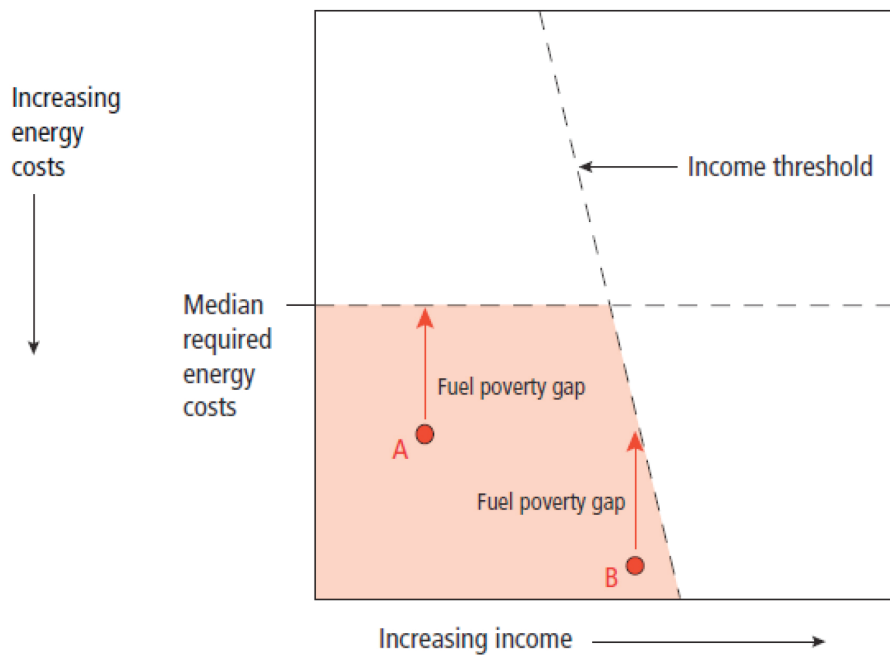 Increasing
energy
costs
Income threshold
Median
required
energy
costs
Fuel poverty gap
A
Fuel poverty gap
B
Increasing income